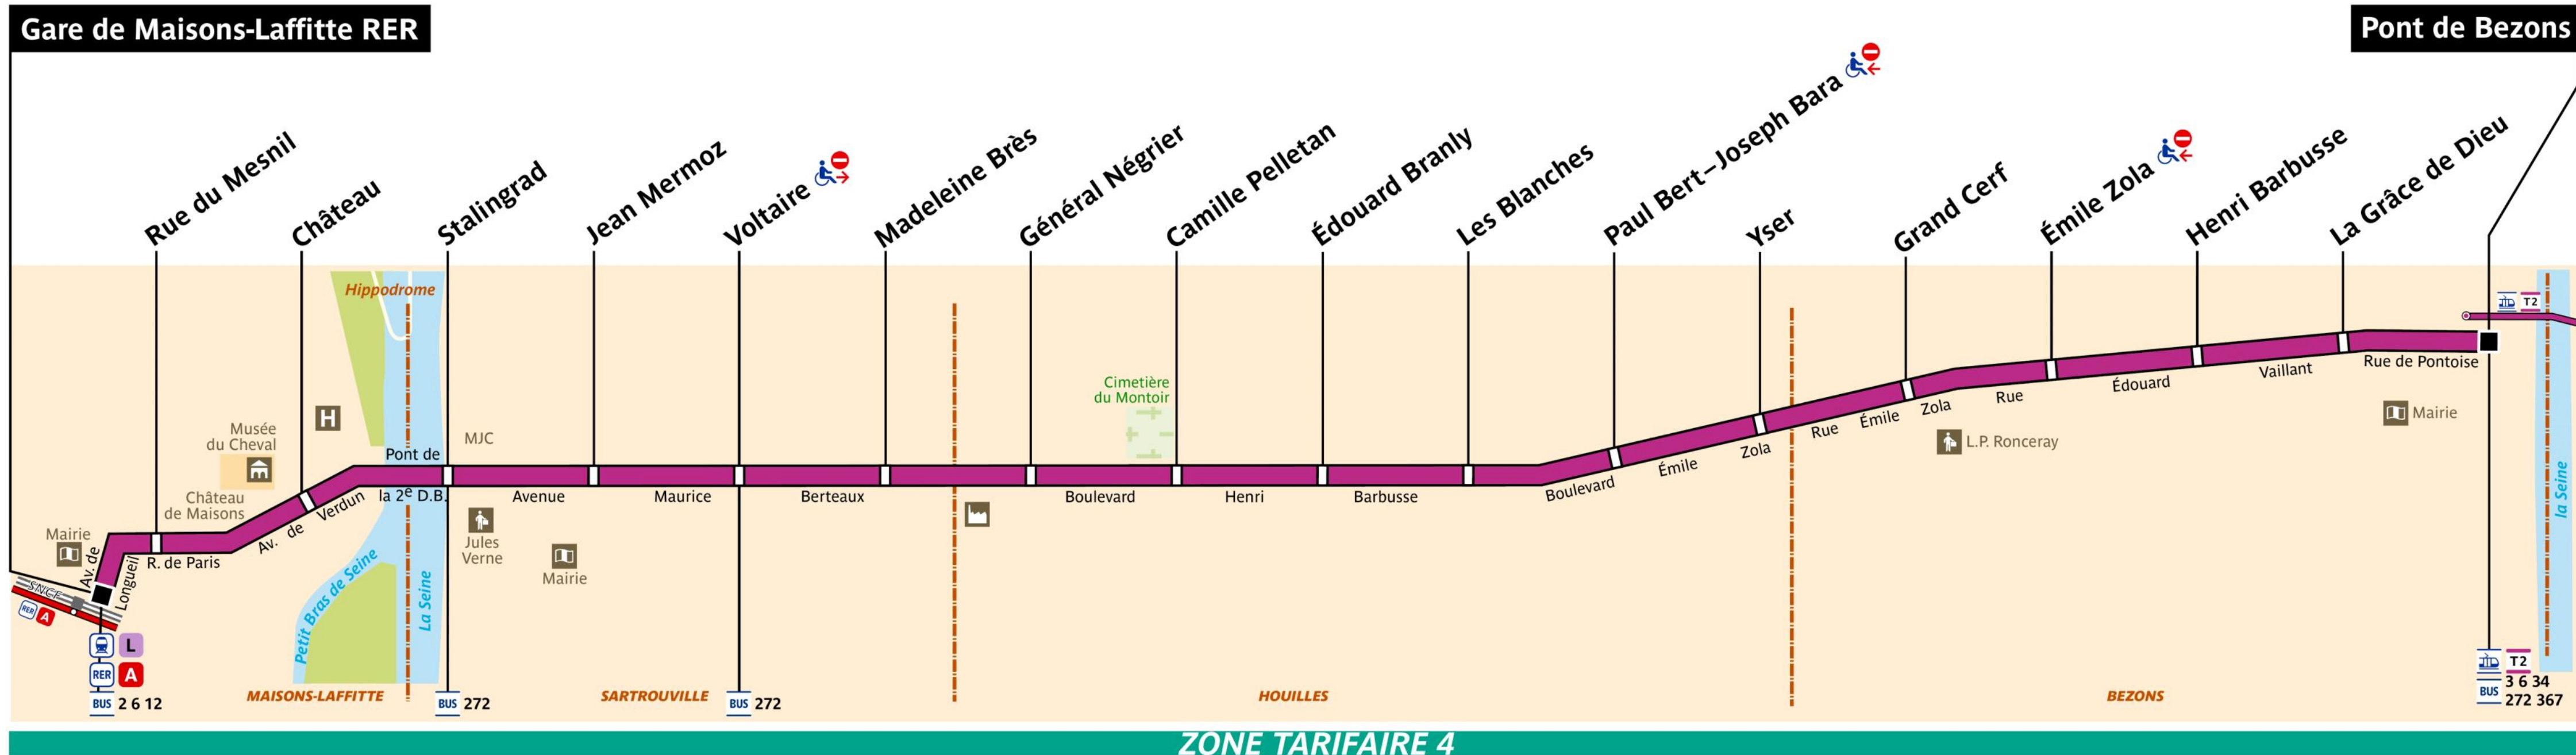 Gare de Maisons-Laffitte RER
Pont de Bezons
Rue du Mesnil
Château
Stalingrad
Jean Mermoz
Voltaire
Madeleine Brès
Général Négrier
Camille Pelletan
Édouard Branly
Les Blanches
Paul Bert–Joseph Bara
Yser
Grand Cerf
Émile Zola
Henri Barbusse
La Grâce de Dieu
Hippodrome
T2
Cimetière
du Montoir
Musée
du Cheval
H
Pont de
la 2e D.B.
MJC
Château
de Maisons
Mairie
Av. de
Longueil
R. de Paris
Av. de Verdun
Avenue Maurice Berteaux
Boulevard Henri Barbusse
Boulevard Émile Zola
Rue Émile Zola
Rue Édouard Vaillant
Rue de Pontoise
Mairie
L.P. Ronceray
la Seine
Jules
Verne
Mairie
Petit Bras de Seine
La Seine
SNCF
RER A
L
RER A
BUS 2 6 12
MAISONS-LAFFITTE
BUS 272
SARTROUVILLE
BUS 272
HOUILLES
BEZONS
T2
BUS 3 6 34
272 367
ZONE TARIFAIRE 4